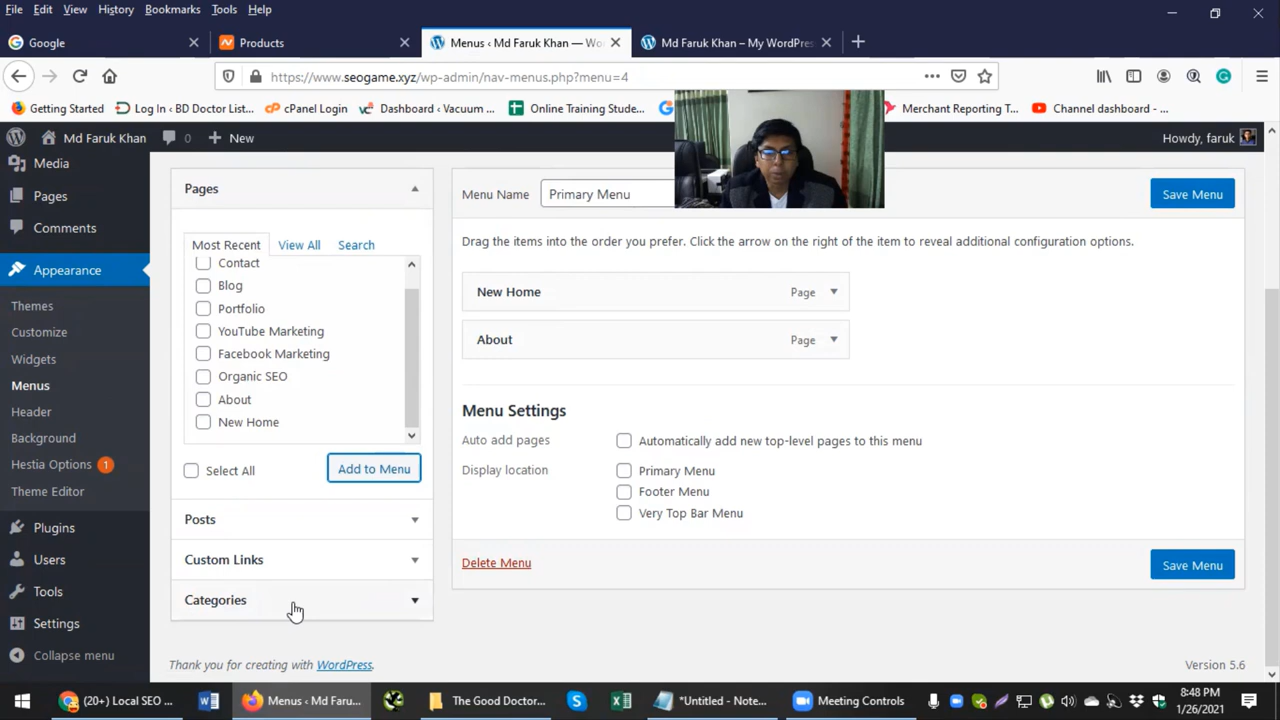 File Edit View History Bookmarks Tools Help
Google
Products
Menus ‹ Md Faruk Khan — Wo
Md Faruk Khan – My WordPres
https://www.seogame.xyz/wp-admin/nav-menus.php?menu=4
Getting Started
Log In ‹ BD Doctor List...
cPanel Login
Dashboard ‹ Vacuum ...
Online Training Stude...
Merchant Reporting T...
Channel dashboard - ...
Md Faruk Khan
0
New
Howdy, faruk
Media
Pages
Comments
Appearance
Themes
Customize
Widgets
Menus
Header
Background
Hestia Options 1
Theme Editor
Plugins
Users
Tools
Settings
Collapse menu
Pages
Most Recent View All Search
Contact
Blog
Portfolio
YouTube Marketing
Facebook Marketing
Organic SEO
About
New Home
Select All
Add to Menu
Posts
Custom Links
Categories
Menu Name Primary Menu
Save Menu
Drag the items into the order you prefer. Click the arrow on the right of the item to reveal additional configuration options.
New Home Page
About Page
Menu Settings
Auto add pages Automatically add new top-level pages to this menu
Display location Primary Menu
Footer Menu
Very Top Bar Menu
Delete Menu
Save Menu
Thank you for creating with WordPress.
Version 5.6
(20+) Local SEO ...
Menus ‹ Md Faru...
The Good Doctor...
*Untitled - Note...
Meeting Controls
8:48 PM
1/26/2021